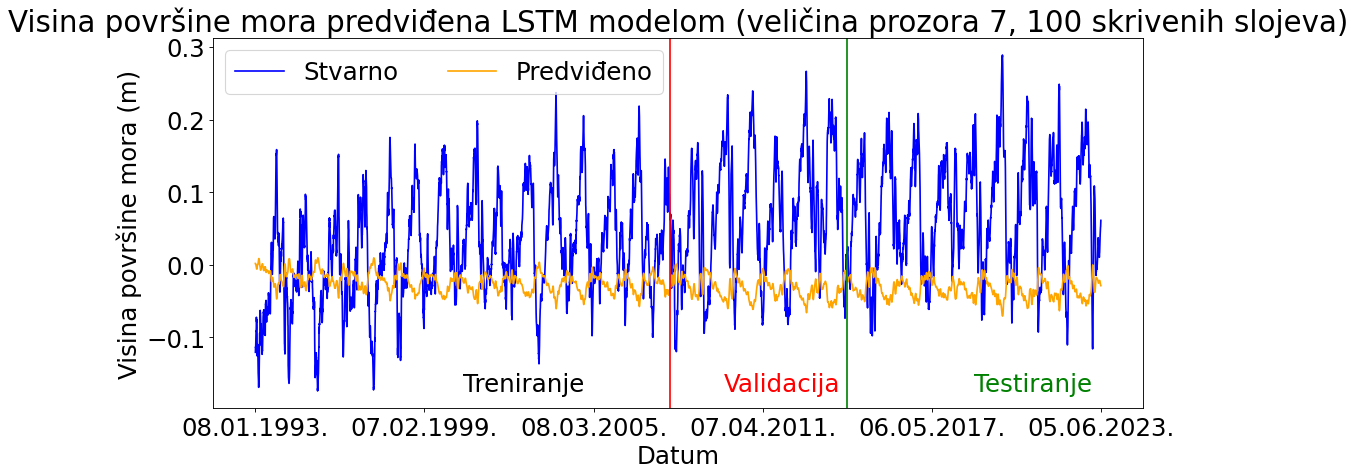 Visina površine mora predviđena LSTM modelom (veličina prozora 7, 100 skrivenih slojeva)
Stvarno Predviđeno
Visina površine mora (m)
0.3
0.2
0.1
0.0
−0.1
Treniranje Validacija Testiranje
08.01.1993. 07.02.1999. 08.03.2005. 07.04.2011. 06.05.2017. 05.06.2023.
Datum